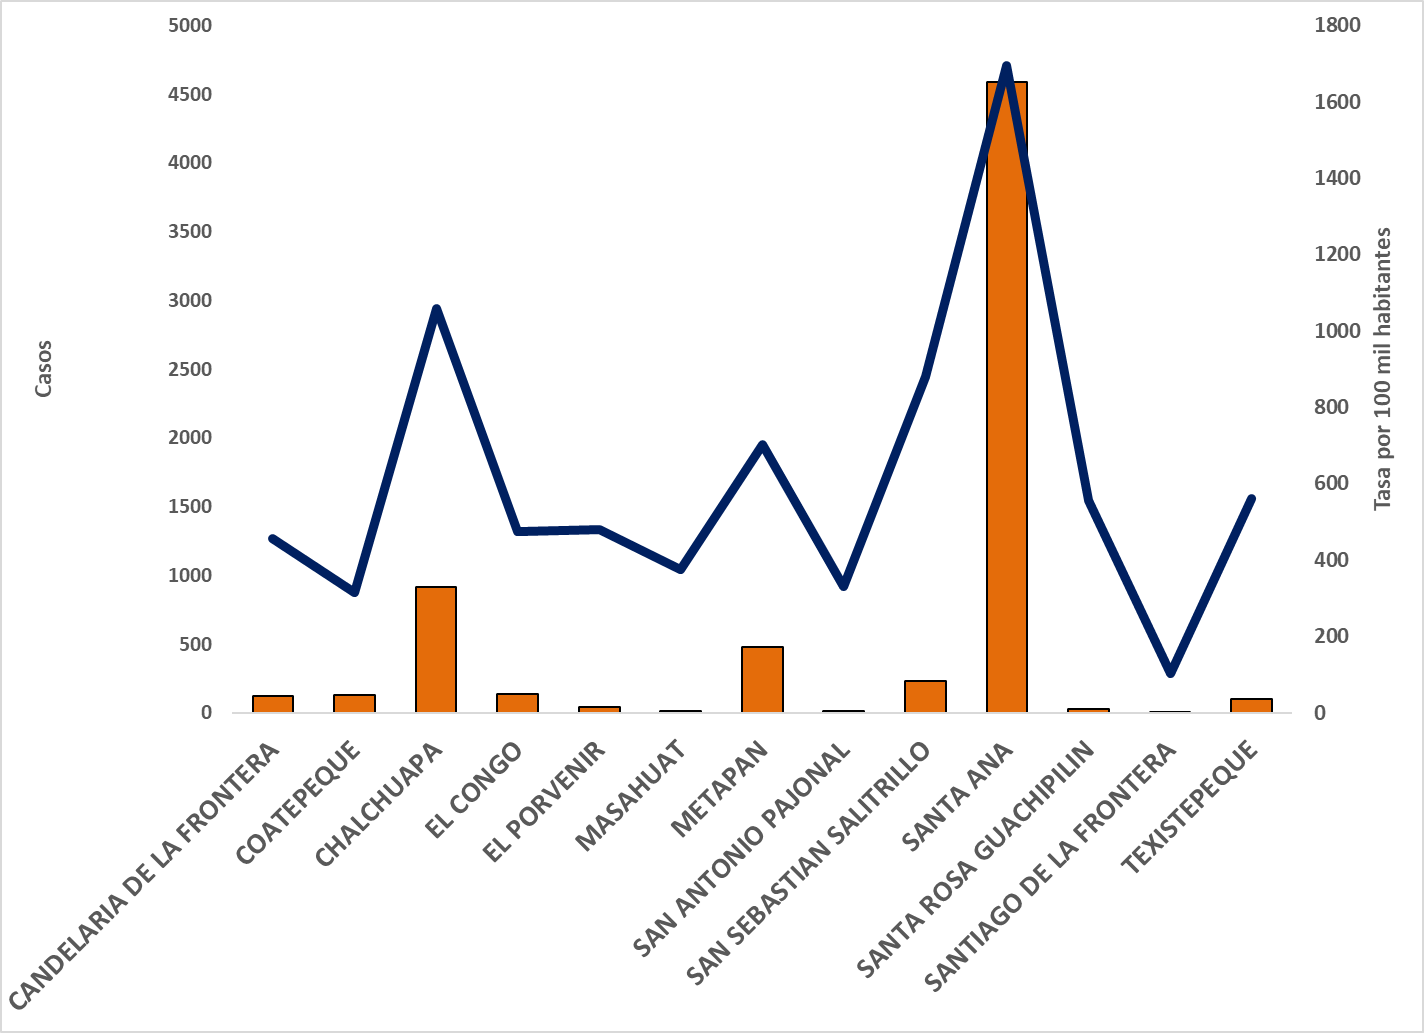 5000
4500
4000
3500
3000
2500
2000
1500
1000
500
0
Casos
1800
1600
1400
1200
1000
800
600
400
200
0
Tasa por 100 mil habitantes
CANDELARIA DE LA FRONTERA
COATEPEQUE
CHALCHUAPA
EL CONGO
EL PORVENIR
MASAHUAT
METAPAN
SAN ANTONIO PAJONAL
SAN SEBASTIAN SALITRILLO
SANTA ANA
SANTA ROSA GUACHIPILIN
SANTIAGO DE LA FRONTERA
TEXISTEPEQUE